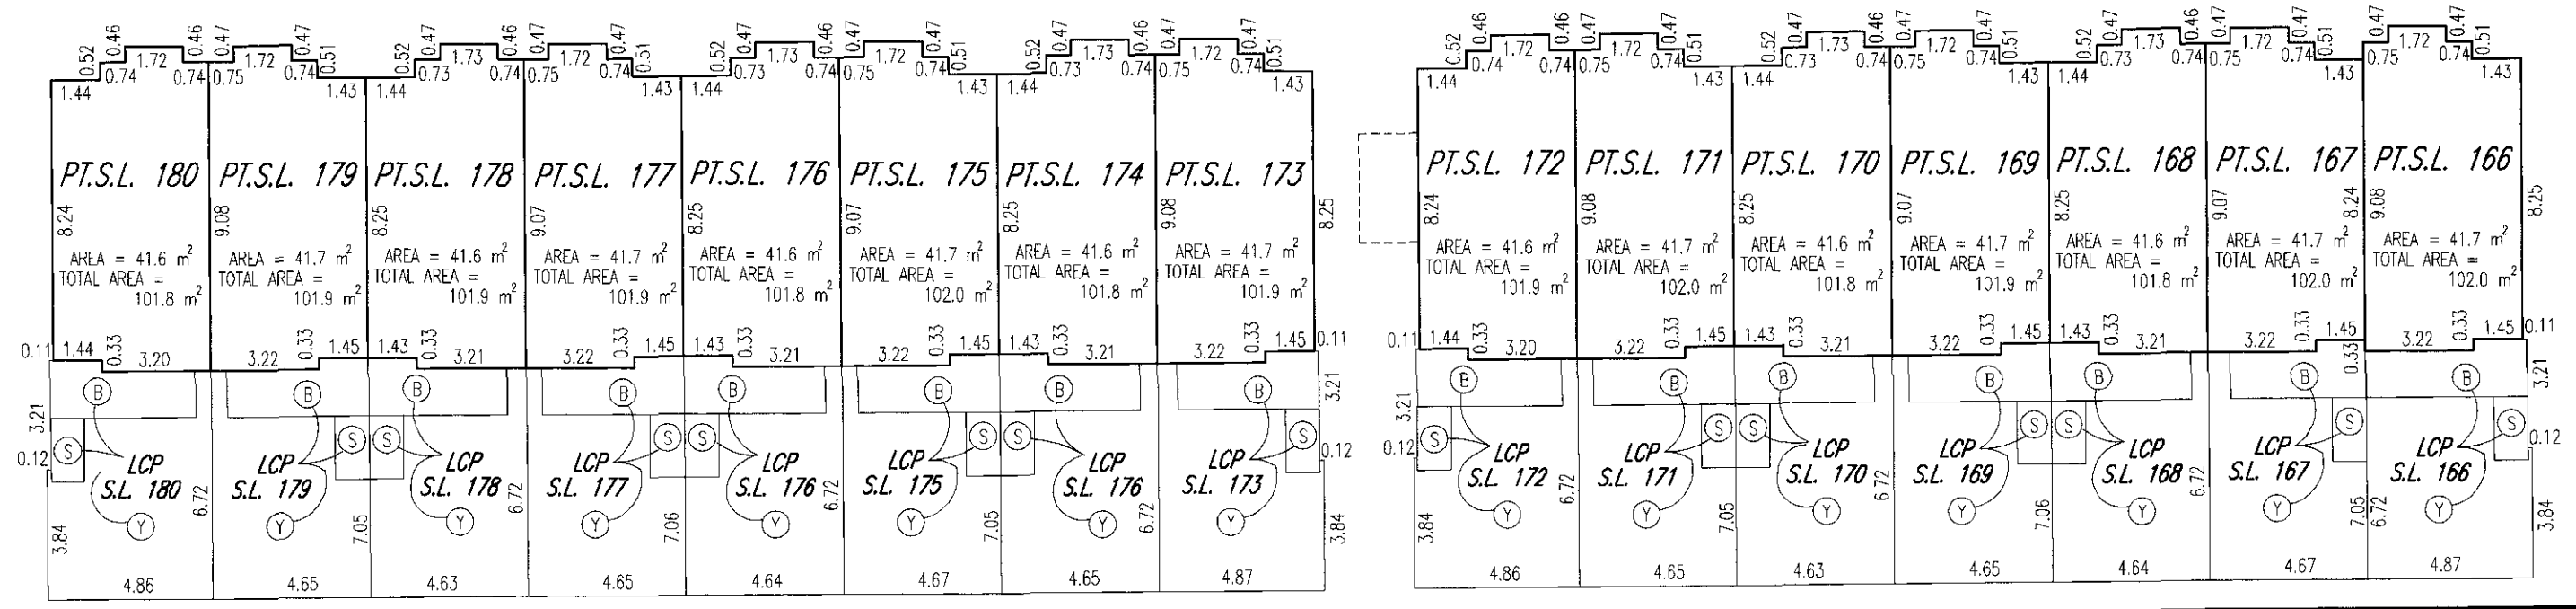 0.46 0.46 0.47 0.47 0.47 0.46 0.47 0.47 0.47 0.46 0.47 0.47 0.47 0.46 0.47 0.47
0.52 1.72 1.72 0.51 0.52 1.73 1.72 0.51 0.52 1.73 1.72 0.51 0.52 1.73 1.72 0.51
0.74 0.74 0.75 0.74 0.73 0.74 0.75 0.74 0.73 0.74 0.75 0.74 0.73 0.74 0.75 0.74
1.44 1.43 1.44 1.43 1.44 1.43 1.44 1.43
PT.S.L. 180 PT.S.L. 179 PT.S.L. 178 PT.S.L. 177 PT.S.L. 176 PT.S.L. 175 PT.S.L. 174 PT.S.L. 173
8.24 9.08 8.25 9.07 8.25 9.07 8.25 9.08 8.25
AREA = 41.6 m² AREA = 41.7 m² AREA = 41.6 m² AREA = 41.7 m² AREA = 41.6 m² AREA = 41.7 m² AREA = 41.6 m² AREA = 41.7 m²
TOTAL AREA = TOTAL AREA = TOTAL AREA = TOTAL AREA = TOTAL AREA = TOTAL AREA = TOTAL AREA = TOTAL AREA =
101.8 m² 101.9 m² 101.9 m² 101.9 m² 101.8 m² 102.0 m² 101.8 m² 101.9 m²
0.11 1.44 0.33 3.20 3.22 0.33 1.45 1.43 0.33 3.21 3.22 0.33 1.45 1.43 0.33 3.21 3.22 0.33 1.45 1.43 0.33 3.21 3.22 0.33 1.45 0.11
B B B B B B B B
3.21 3.21
S S S S S S S S
0.12 0.12
LCP LCP LCP LCP LCP LCP LCP LCP
S.L. 180 S.L. 179 S.L. 178 S.L. 177 S.L. 176 S.L. 175 S.L. 176 S.L. 173
3.84 6.72 7.05 6.72 7.06 6.72 7.05 6.72 3.84
Y Y Y Y Y Y Y Y
4.86 4.65 4.63 4.65 4.64 4.67 4.65 4.87
0.46 0.46 0.47 0.47 0.47 0.46 0.47 0.47 0.47 0.46 0.47 0.47 0.47 0.47
0.52 1.72 1.72 0.51 0.52 1.73 1.72 0.51 0.52 1.73 1.72 0.51 1.72 0.51
0.74 0.74 0.75 0.74 0.73 0.74 0.75 0.74 0.73 0.74 0.75 0.74 0.75 0.74
1.44 1.43 1.44 1.43 1.44 1.43 1.43
PT.S.L. 172 PT.S.L. 171 PT.S.L. 170 PT.S.L. 169 PT.S.L. 168 PT.S.L. 167 PT.S.L. 166
8.24 9.08 8.25 9.07 8.25 9.07 8.24 9.08 8.25
AREA = 41.6 m² AREA = 41.7 m² AREA = 41.6 m² AREA = 41.7 m² AREA = 41.6 m² AREA = 41.7 m² AREA = 41.7 m²
TOTAL AREA = TOTAL AREA = TOTAL AREA = TOTAL AREA = TOTAL AREA = TOTAL AREA = TOTAL AREA =
101.9 m² 102.0 m² 101.8 m² 101.9 m² 101.8 m² 102.0 m² 102.0 m²
0.11 1.44 0.33 3.20 3.22 0.33 1.45 1.43 0.33 3.21 3.22 0.33 1.45 1.43 0.33 3.21 3.22 0.33 1.45 0.33 3.22 0.33 1.45 0.11
B B B B B B B
3.21 3.21
S S S S S S S
0.12 0.12
LCP LCP LCP LCP LCP LCP LCP
S.L. 172 S.L. 171 S.L. 170 S.L. 169 S.L. 168 S.L. 167 S.L. 166
3.84 6.72 7.05 6.72 7.06 6.72 7.05 6.72 3.84
Y Y Y Y Y Y Y
4.86 4.65 4.63 4.65 4.64 4.67 4.87